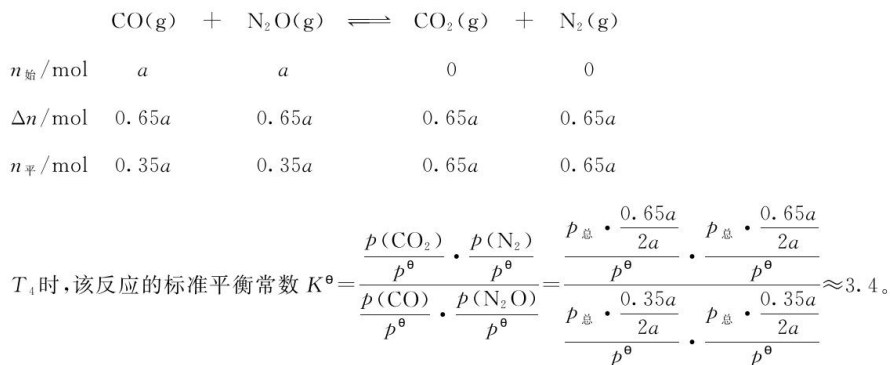 CO(g) + N₂O(g) ⇌ CO₂(g) + N₂(g)
n始/mol a a 0 0
Δn/mol 0.65a 0.65a 0.65a 0.65a
n平/mol 0.35a 0.35a 0.65a 0.65a
T₄时,该反应的标准平衡常数 K^θ = [p(CO₂)/p^θ · p(N₂)/p^θ] / [p(CO)/p^θ · p(N₂O)/p^θ] = [(p总 · 0.65a/2a)/p^θ · (p总 · 0.65a/2a)/p^θ] / [(p总 · 0.35a/2a)/p^θ · (p总 · 0.35a/2a)/p^θ] ≈3.4。